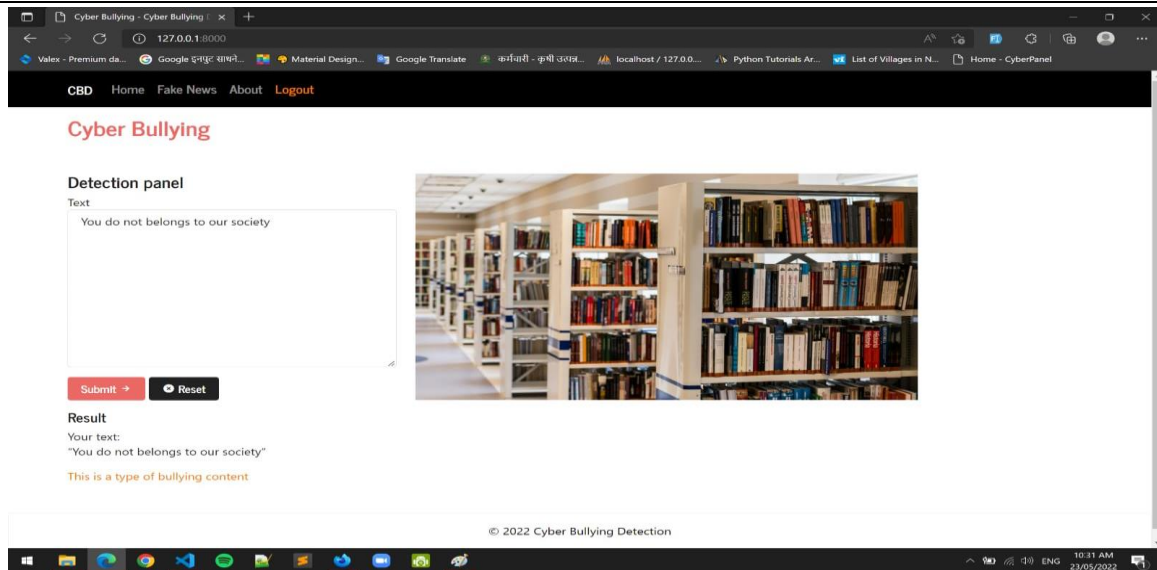 Cyber Bullying - Cyber Bullying
127.0.0.1:8000
Valex - Premium da... Google इनपुट साधने... Material Design... Google Translate कर्मचारी - कृषी उत्पन्न... localhost / 127.0.0.... Python Tutorials Ar... List of Villages in N... Home - CyberPanel
CBD Home Fake News About Logout
Cyber Bullying
Detection panel
Text
You do not belongs to our society
Submit → Reset
Result
Your text:
"You do not belongs to our society"
This is a type of bullying content
© 2022 Cyber Bullying Detection
ENG 10:31 AM
23/05/2022